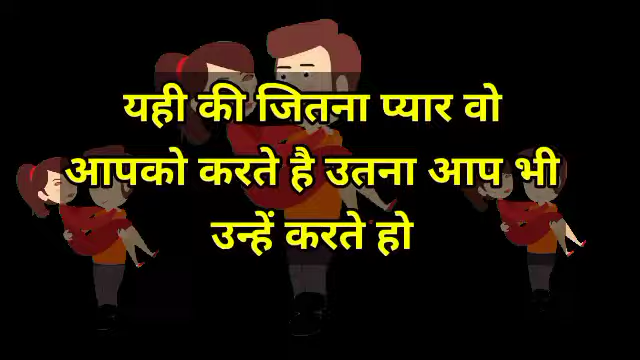 यही की जितना प्यार वो
आपको करते है उतना आप भी
उन्हें करते हो